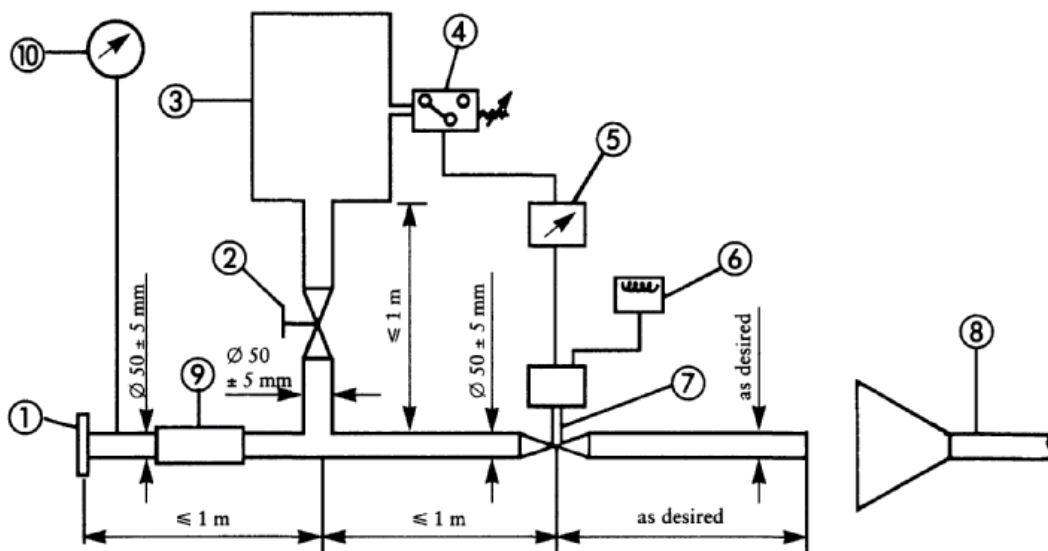 10
4
3
5
2
6
≤ 1 m
Ø 50 ± 5 mm
Ø 50
± 5 mm
Ø 50 ± 5 mm
as desired
8
9
7
1
≤ 1 m
≤ 1 m
as desired